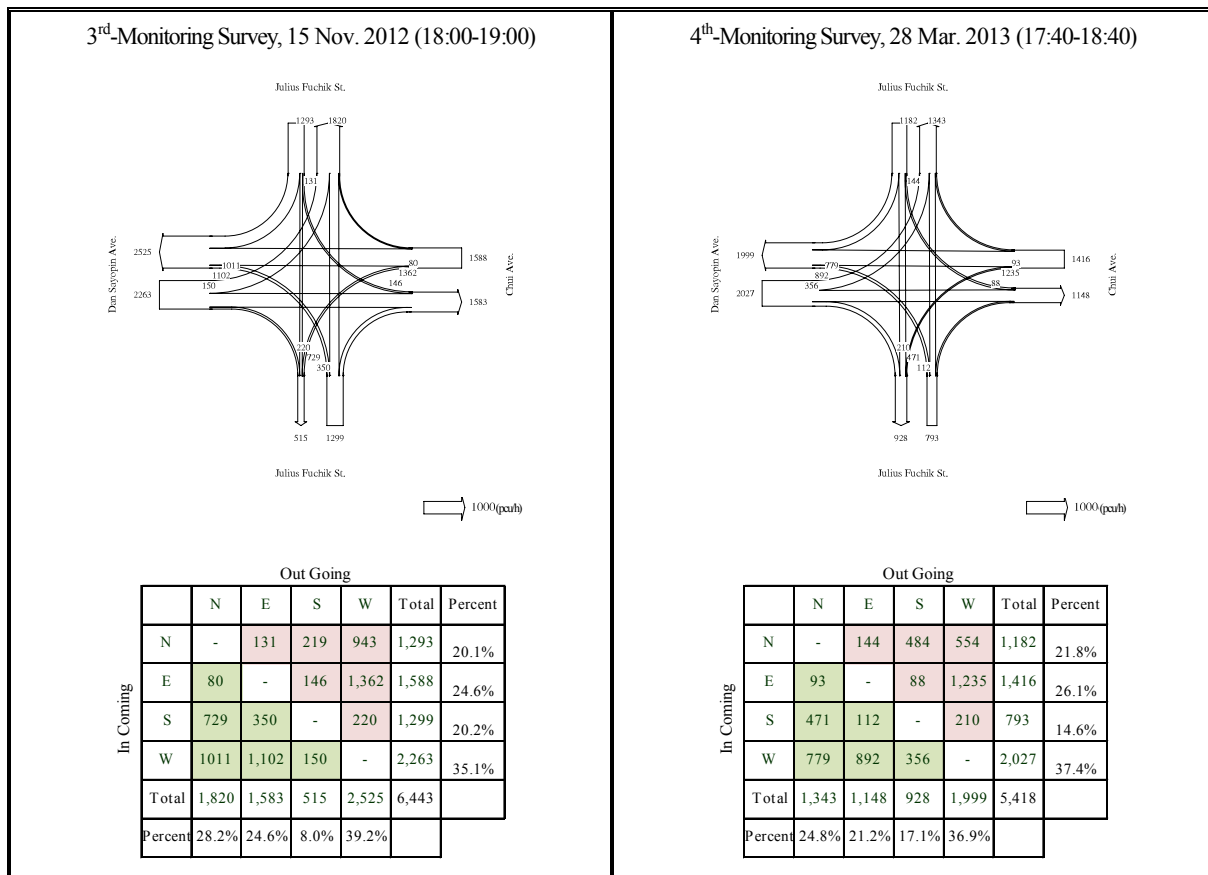 3rd-Monitoring Survey, 15 Nov. 2012 (18:00-19:00)
Julius Fuchik St.
1293 1820
131
Dan Sayopin Ave.
2525
2263
1011
1102
150
80
1362
146
1588
1583
Chui Ave.
220
729
350
515 1299
Julius Fuchik St.
1000(pcu/h)
Out Going
In Coming
N E S W Total Percent
N - 131 219 943 1,293 20.1%
E 80 - 146 1,362 1,588 24.6%
S 729 350 - 220 1,299 20.2%
W 1011 1,102 150 - 2,263 35.1%
Total 1,820 1,583 515 2,525 6,443
Percent 28.2% 24.6% 8.0% 39.2%
4th-Monitoring Survey, 28 Mar. 2013 (17:40-18:40)
Julius Fuchik St.
1182 1343
144
Dan Sayopin Ave.
1999
2027
779
892
356
93
1235
88
1416
1148
Chui Ave.
210
471
112
928 793
Julius Fuchik St.
1000(pcu/h)
Out Going
In Coming
N E S W Total Percent
N - 144 484 554 1,182 21.8%
E 93 - 88 1,235 1,416 26.1%
S 471 112 - 210 793 14.6%
W 779 892 356 - 2,027 37.4%
Total 1,343 1,148 928 1,999 5,418
Percent 24.8% 21.2% 17.1% 36.9%